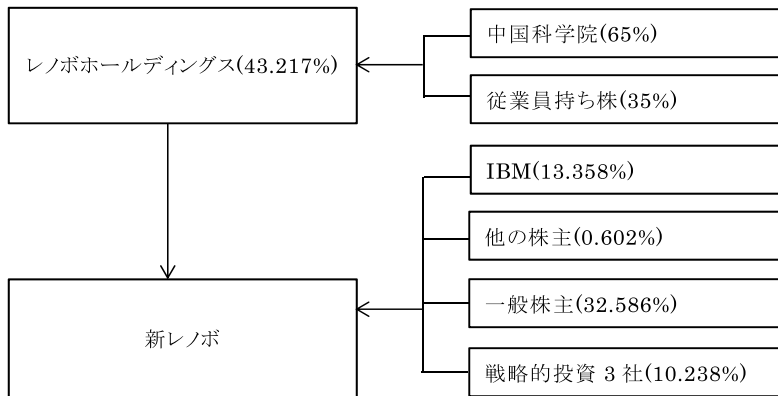 レノボホールディングス(43.217%)
中国科学院(65%)
従業員持ち株(35%)
IBM(13.358%)
他の株主(0.602%)
一般株主(32.586%)
戦略的投資 3 社(10.238%)
新レノボ